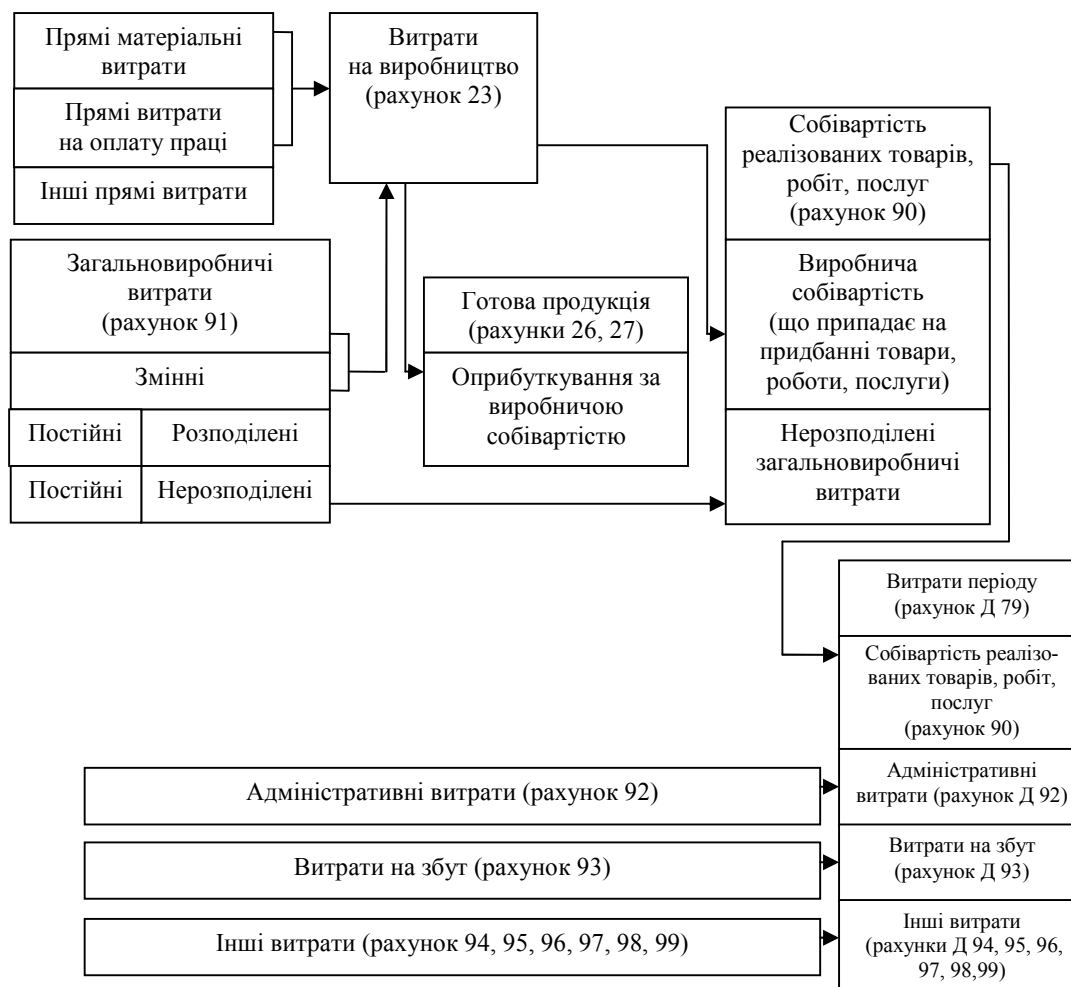 Прямі матеріальні
витрати
Прямі витрати
на оплату праці
Інші прямі витрати
Витрати
на виробництво
(рахунок 23)
Собівартість
реалізованих товарів,
робіт, послуг
(рахунок 90)
Виробнича
собівартість
(що припадає на
придбанні товари,
роботи, послуги)
Нерозподілені
загальновиробничі
витрати
Загальновиробничі
витрати
(рахунок 91)
Змінні
Постійні Розподілені
Постійні Нерозподілені
Готова продукція
(рахунки 26, 27)
Оприбуткування за
виробничою
собівартістю
Витрати періоду
(рахунок Д 79)
Собівартість реалізо-
ваних товарів, робіт,
послуг
(рахунок 90)
Адміністративні
витрати (рахунок Д 92)
Витрати на збут
(рахунок Д 93)
Інші витрати
(рахунки Д 94, 95, 96,
97, 98,99)
Адміністративні витрати (рахунок 92)
Витрати на збут (рахунок 93)
Інші витрати (рахунок 94, 95, 96, 97, 98, 99)